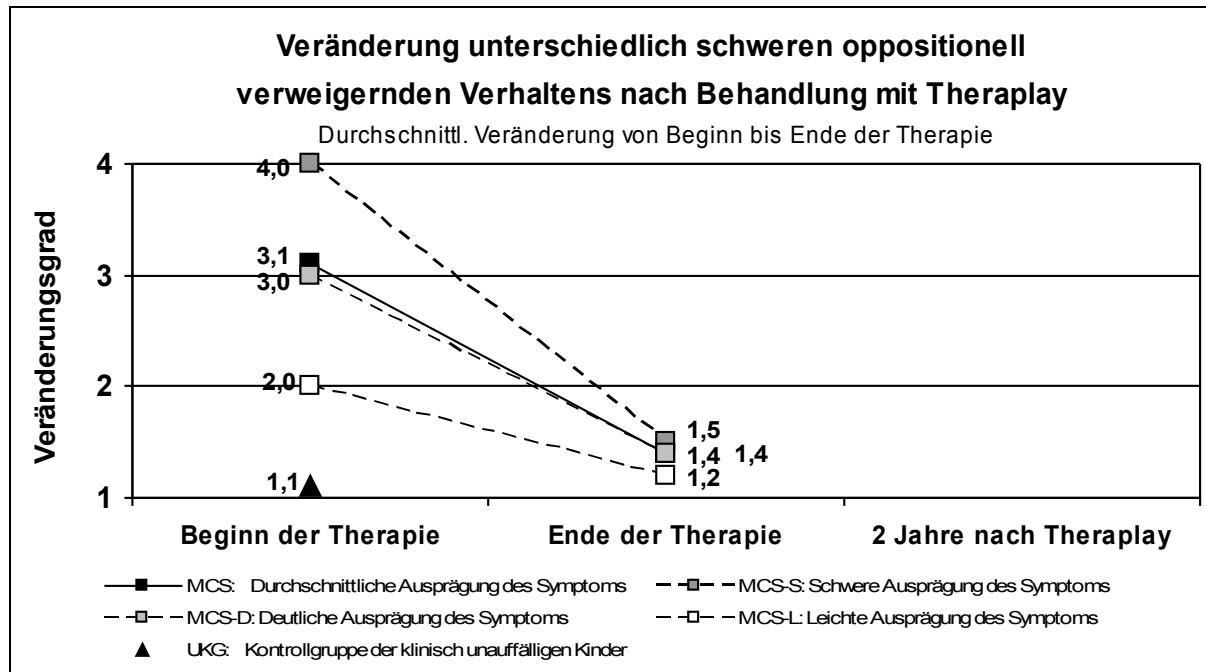 Veränderung unterschiedlich schweren oppositionell
verweigernden Verhaltens nach Behandlung mit Theraplay
Durchschnittl. Veränderung von Beginn bis Ende der Therapie
Veränderungsgrad
4
3
2
1
4,0
3,1
3,0
2,0
1,1
1,5
1,4 1,4
1,2
Beginn der Therapie Ende der Therapie 2 Jahre nach Theraplay
MCS: Durchschnittliche Ausprägung des Symptoms MCS-S: Schwere Ausprägung des Symptoms
MCS-D: Deutliche Ausprägung des Symptoms MCS-L: Leichte Ausprägung des Symptoms
UKG: Kontrollgruppe der klinisch unauffälligen Kinder